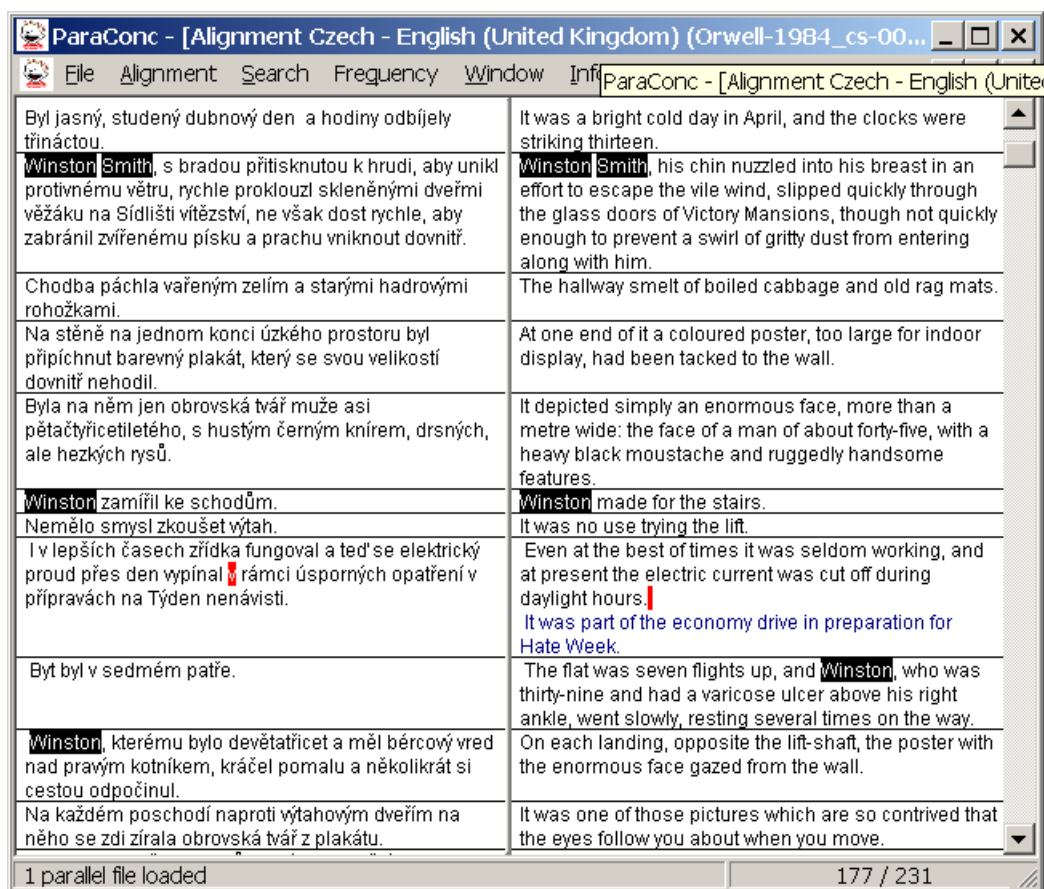 ParaConc - [Alignment Czech - English (United Kingdom) (Orwell-1984_cs-00...
File Alignment Search Frequency Window Inf
ParaConc - [Alignment Czech - English (Unite
Byl jasný, studený dubnový den a hodiny odbíjely
třináctou.
It was a bright cold day in April, and the clocks were
striking thirteen.
Winston Smith, s bradou přitisknutou k hrudi, aby unikl
protivnému větru, rychle proklouzl skleněnými dveřmi
věžáku na Sídlišti vítězství, ne však dost rychle, aby
zabránil zvířenému písku a prachu vniknout dovnitř.
Winston Smith, his chin nuzzled into his breast in an
effort to escape the vile wind, slipped quickly through
the glass doors of Victory Mansions, though not quickly
enough to prevent a swirl of gritty dust from entering
along with him.
Chodba páchla vařeným zelím a starými hadrovými
rohožkami.
The hallway smelt of boiled cabbage and old rag mats.
Na stěně na jednom konci úzkého prostoru byl
připíchnut barevný plakát, který se svou velikostí
dovnitř nehodil.
At one end of it a coloured poster, too large for indoor
display, had been tacked to the wall.
Byla na něm jen obrovská tvář muže asi
pětačtyřicetiletého, s hustým černým knírem, drsných,
ale hezkých rysů.
It depicted simply an enormous face, more than a
metre wide: the face of a man of about forty-five, with a
heavy black moustache and ruggedly handsome
features.
Winston zamířil ke schodům.
Winston made for the stairs.
Nemělo smysl zkoušet výtah.
It was no use trying the lift.
I v lepších časech zřídka fungoval a teď se elektrický
proud přes den vypínal v rámci úsporných opatření v
přípravách na Týden nenávisti.
Even at the best of times it was seldom working, and
at present the electric current was cut off during
daylight hours.
It was part of the economy drive in preparation for
Hate Week.
Byt byl v sedmém patře.
The flat was seven flights up, and Winston, who was
thirty-nine and had a varicose ulcer above his right
ankle, went slowly, resting several times on the way.
Winston, kterému bylo devětatřicet a měl bércový vred
nad pravým kotníkem, kráčel pomalu a několikrát si
cestou odpočinul.
On each landing, opposite the lift-shaft, the poster with
the enormous face gazed from the wall.
Na každém poschodí naproti výtahovým dveřím na
něho se zdi zírala obrovská tvář z plakátu.
It was one of those pictures which are so contrived that
the eyes follow you about when you move.
1 parallel file loaded
177 / 231